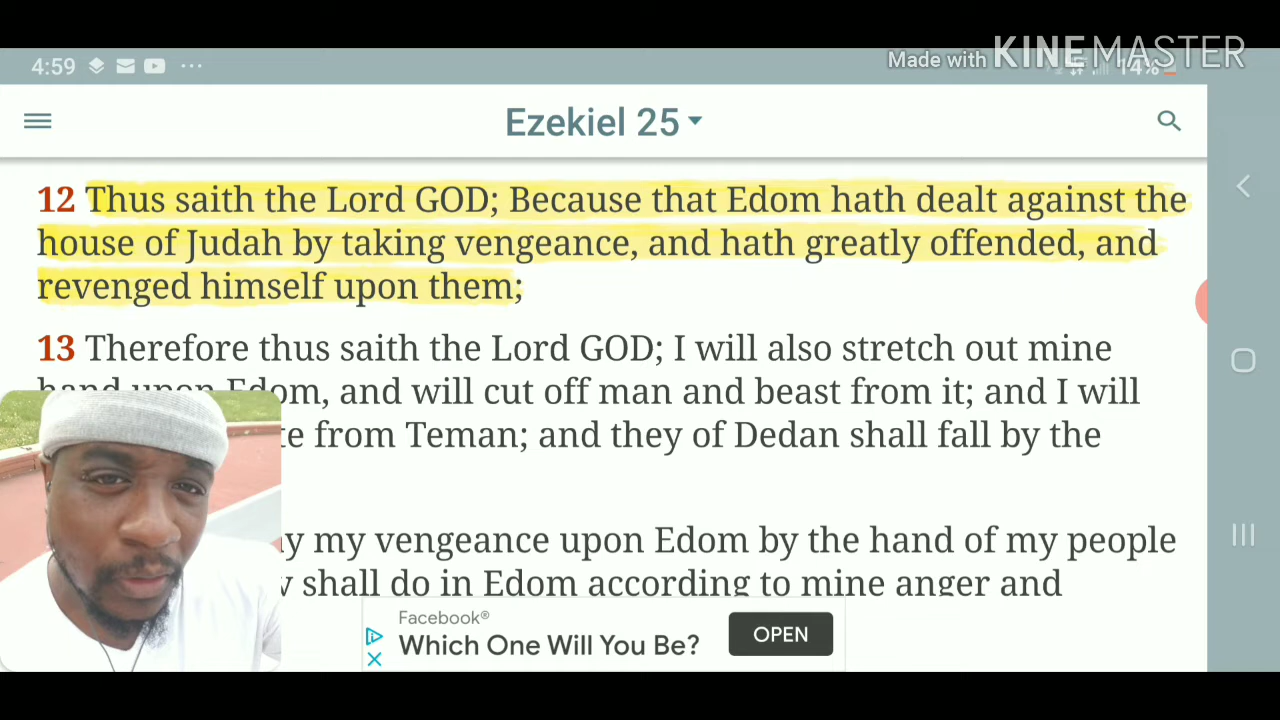 Made with KINEMASTER
4:59
14%
Ezekiel 25
12 Thus saith the Lord GOD; Because that Edom hath dealt against the
house of Judah by taking vengeance, and hath greatly offended, and
revenged himself upon them;
13 Therefore thus saith the Lord GOD; I will also stretch out mine
hand upon Edom, and will cut off man and beast from it; and I will
from Teman; and they of Dedan shall fall by the
my vengeance upon Edom by the hand of my people
shall do in Edom according to mine anger and
Facebook®
Which One Will You Be?
OPEN